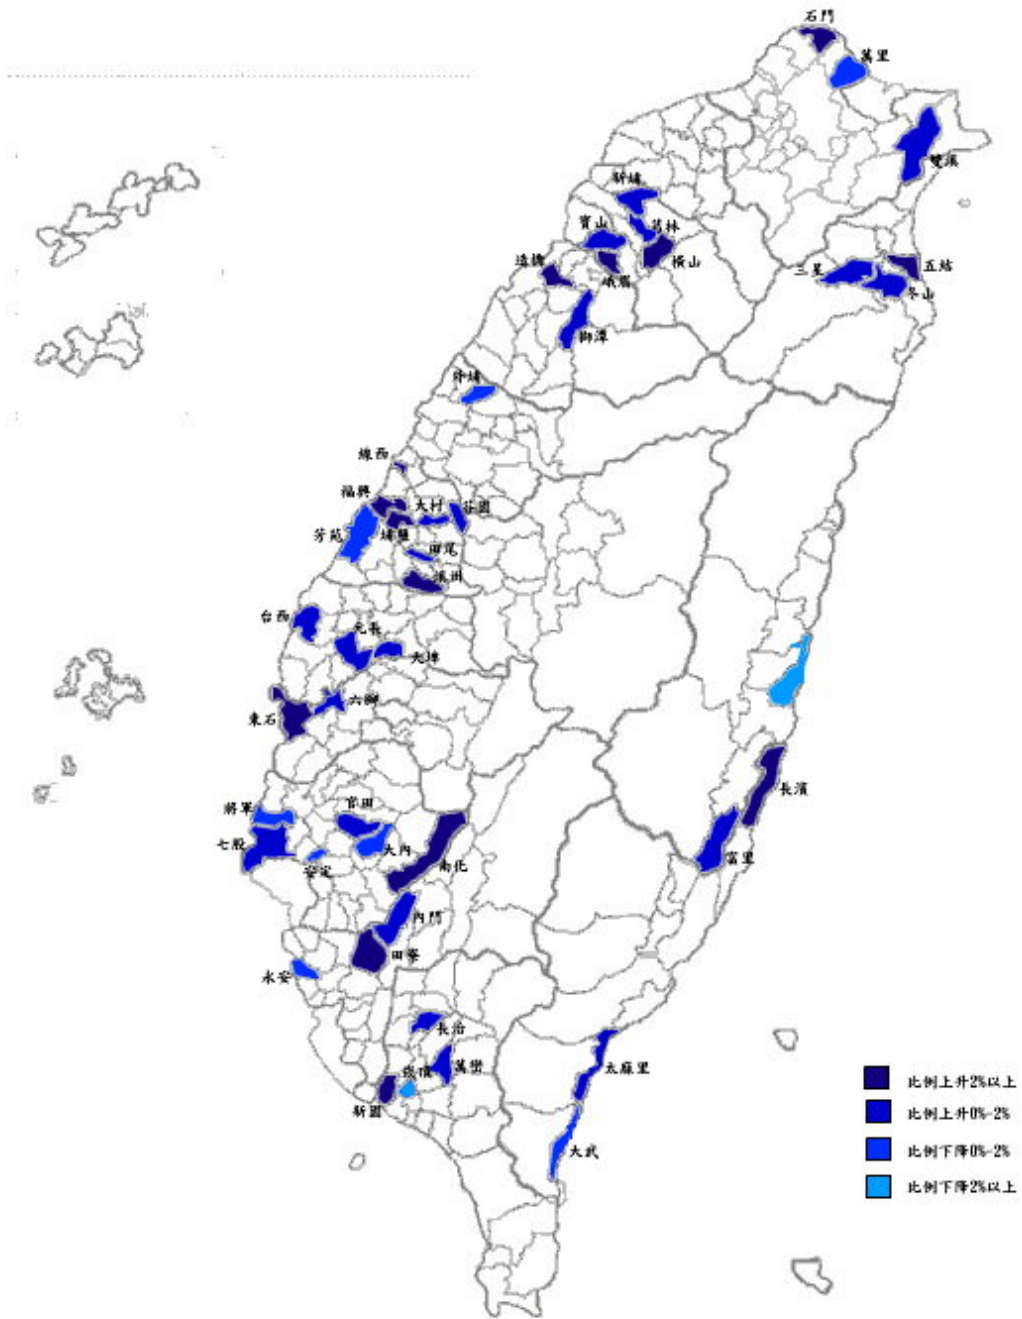 石門
萬里
雙溪
新埔
寶山
芎林
橫山
峨眉
造橋
獅潭
三星
五結
冬山
外埔
線西
福興
大村
芬園
芳苑
埔鹽
田尾
溪州
台西
元長
大埤
東石
六腳
將軍
官田
七股
大內
安定
南化
長濱
富里
內門
田寮
永安
長治
萬巒
崁頂
新園
太麻里
大武
比例上升2%以上
比例上升0%-2%
比例下降0%-2%
比例下降2%以上